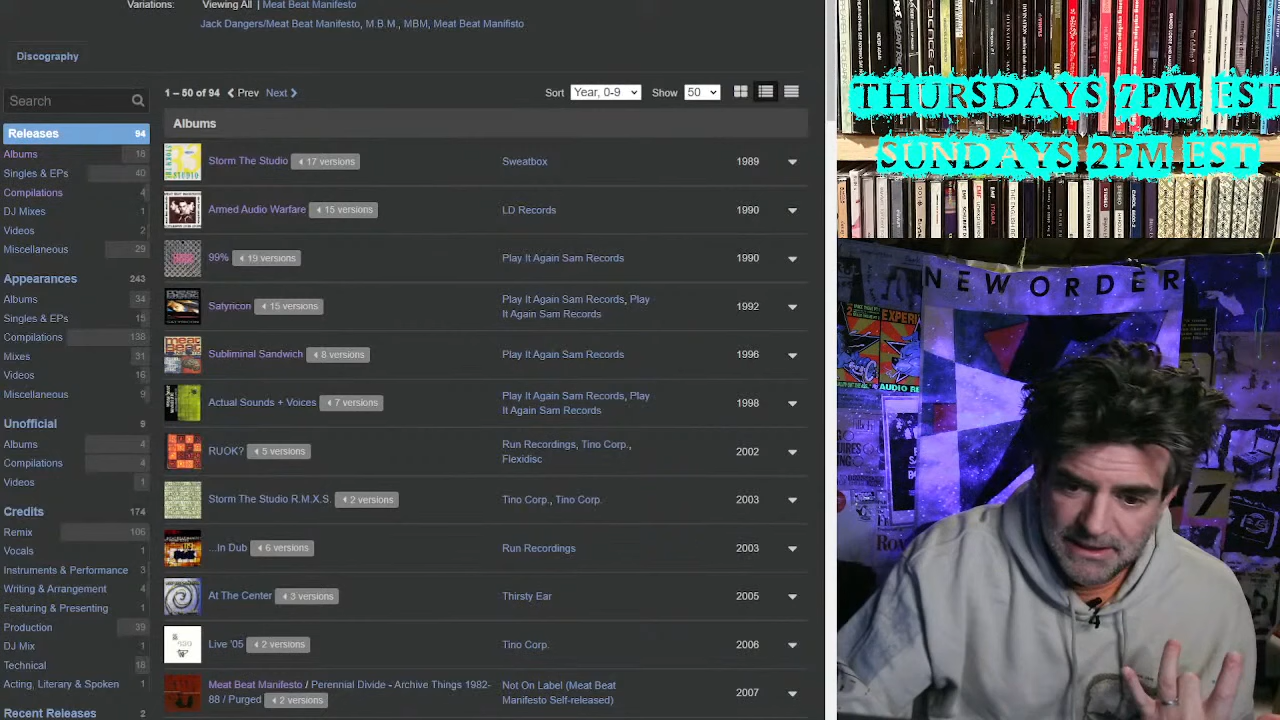 Variations: Viewing All | Meat Beat Manifesto
Jack Dangers/Meat Beat Manifesto, M.B.M., MBM, Meat Beat Manifisto
Discography
Search
Releases 94
Albums 16
Singles & EPs 40
Compilations 4
DJ Mixes 1
Videos 2
Miscellaneous 29
Appearances 243
Albums 34
Singles & EPs 15
Compilations 138
Mixes 31
Videos 16
Miscellaneous 9
Unofficial 9
Albums 4
Compilations 4
Videos 1
Credits 174
Remix 106
Vocals 1
Instruments & Performance 3
Writing & Arrangement 4
Featuring & Presenting 1
Production 39
DJ Mix 1
Technical 18
Acting, Literary & Spoken 1
Recent Releases 2
1 – 50 of 94 Prev Next
Sort Year, 0-9 Show 50
Albums
Storm The Studio 17 versions Sweatbox 1989
Armed Audio Warfare 15 versions LD Records 1990
99% 19 versions Play It Again Sam Records 1990
Satyricon 15 versions Play It Again Sam Records, Play It Again Sam Records 1992
Subliminal Sandwich 8 versions Play It Again Sam Records 1996
Actual Sounds + Voices 7 versions Play It Again Sam Records, Play It Again Sam Records 1998
RUOK? 5 versions Run Recordings, Tino Corp., Flexidisc 2002
Storm The Studio R.M.X.S. 2 versions Tino Corp., Tino Corp. 2003
...In Dub 6 versions Run Recordings 2003
At The Center 3 versions Thirsty Ear 2005
Live '05 2 versions Tino Corp. 2006
Meat Beat Manifesto / Perennial Divide - Archive Things 1982-
88 / Purged 2 versions Not On Label (Meat Beat Manifesto Self-released) 2007
THURSDAYS 7PM EST
SUNDAYS 2PM EST
NEW ORDER
EXPERI
AUDIO RE
7
4